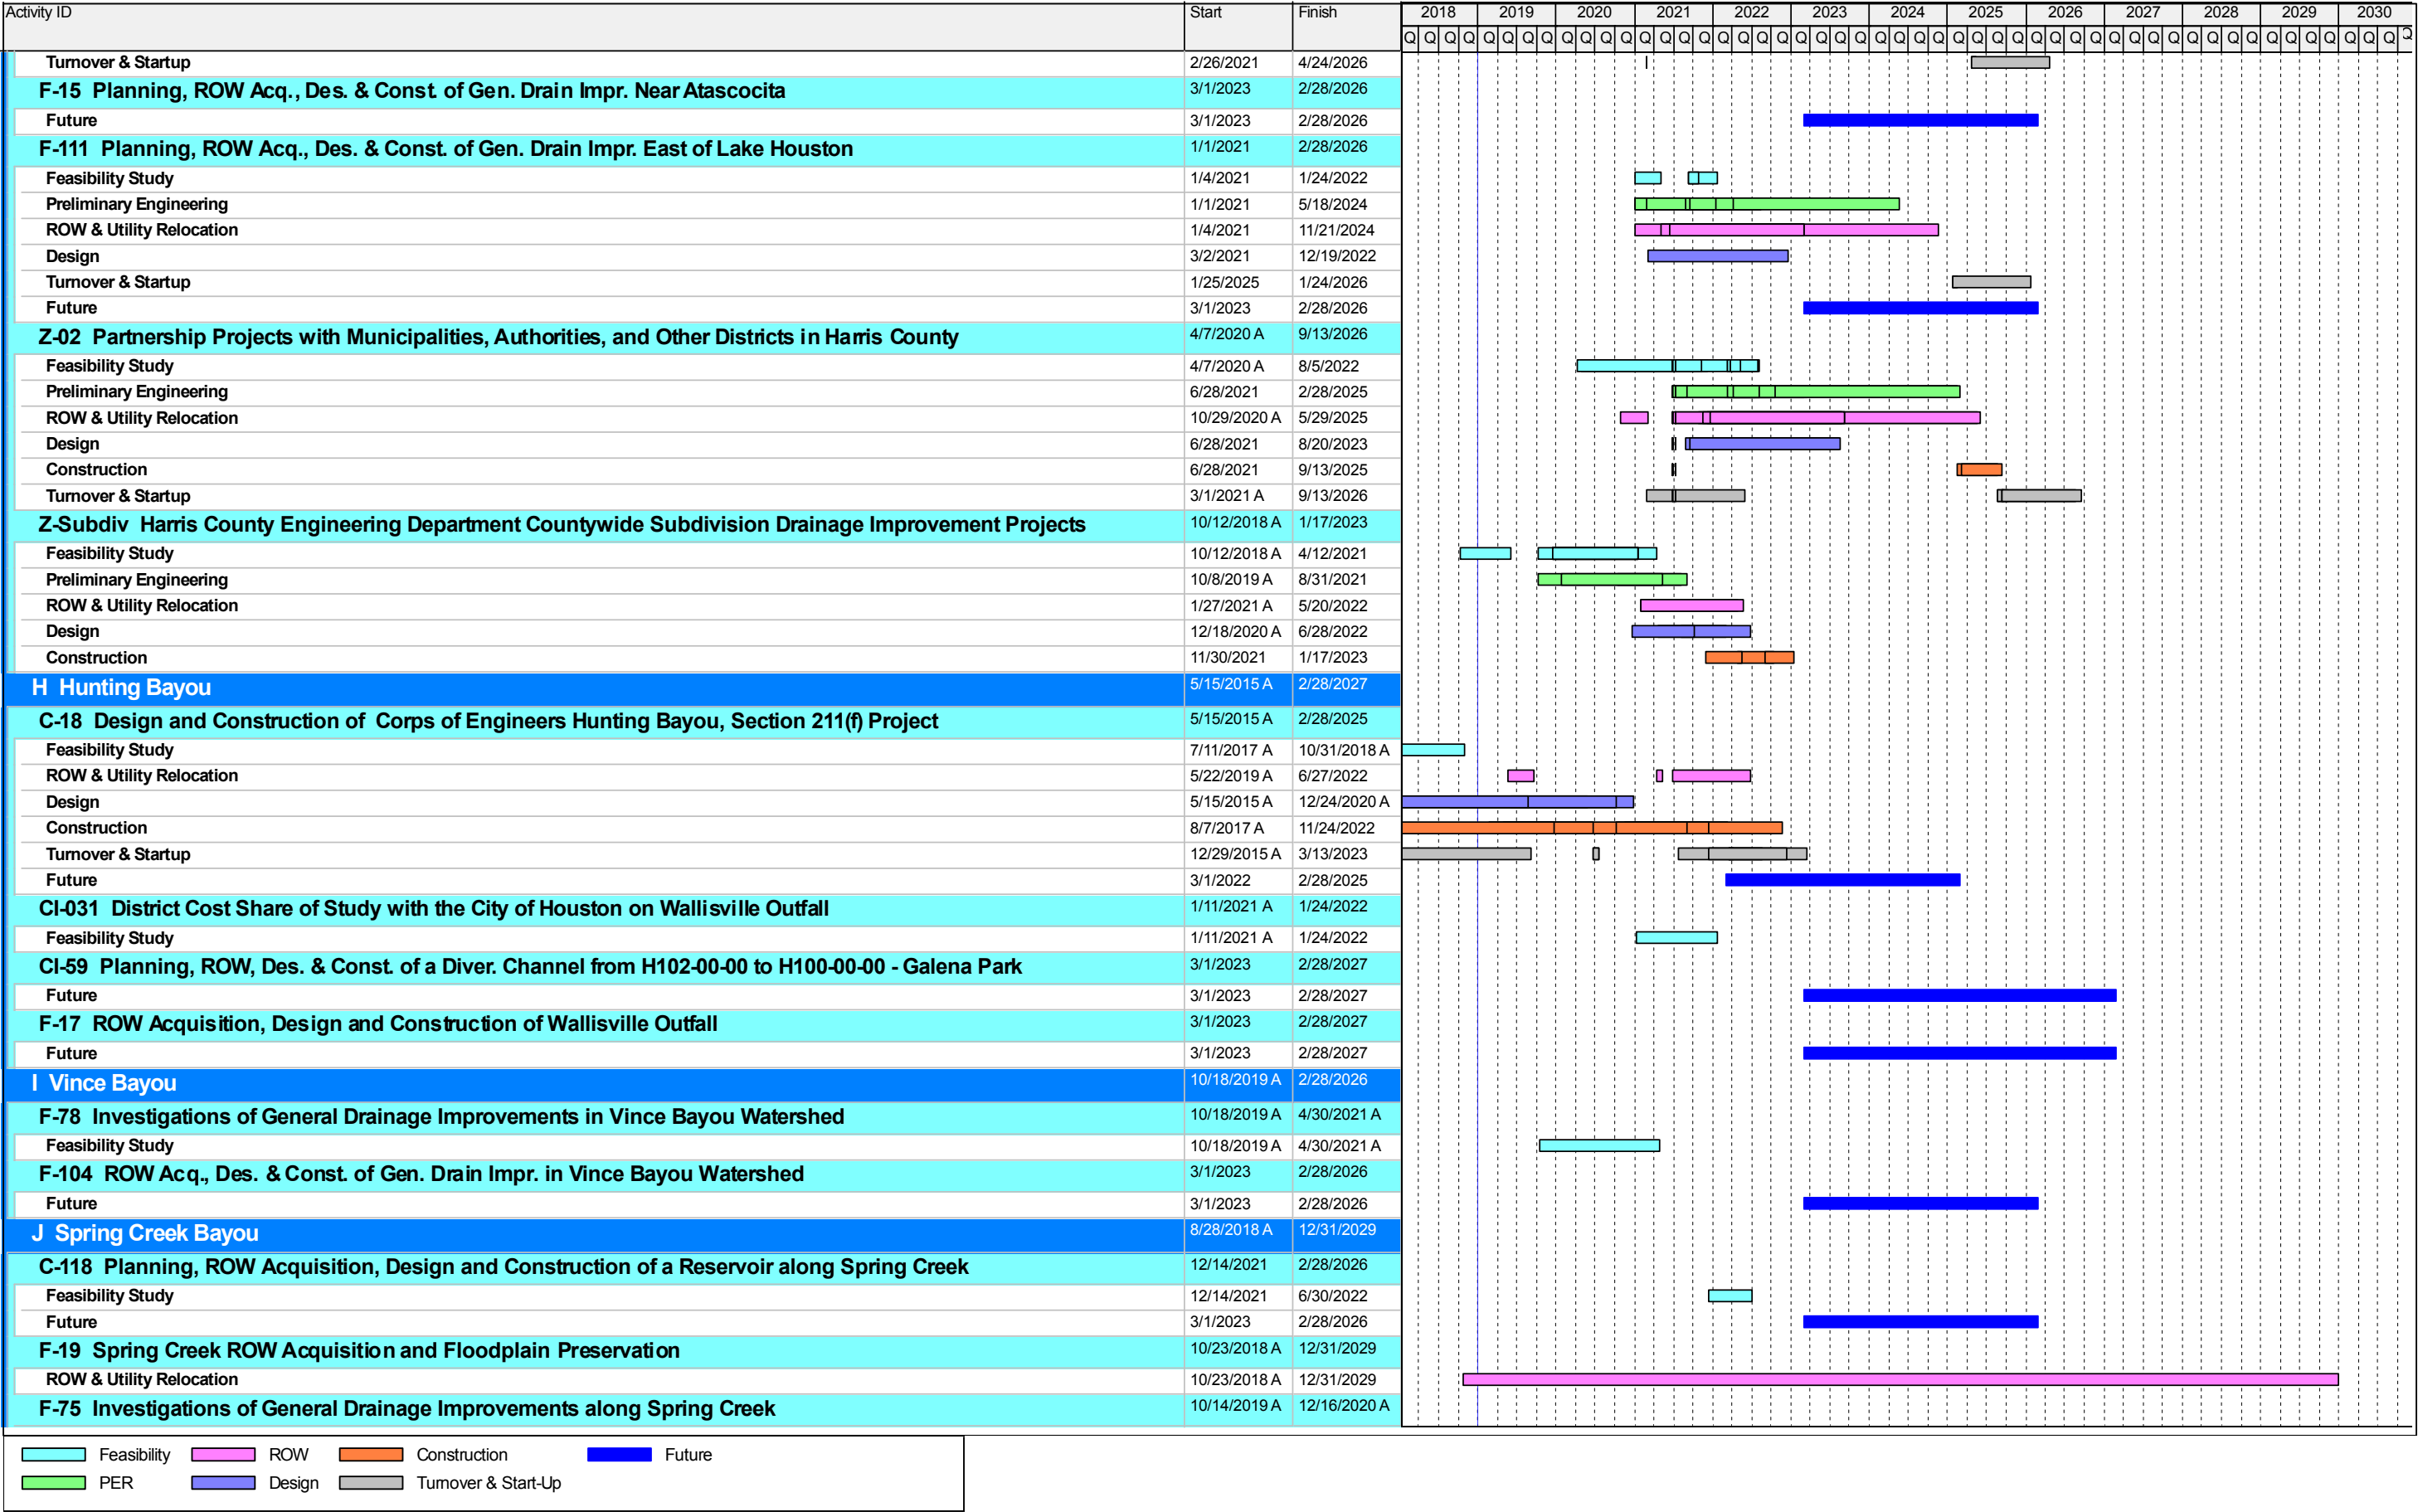 Activity ID Start Finish 2018 2019 2020 2021 2022 2023 2024 2025 2026 2027 2028 2029 2030
Q Q Q Q Q Q Q Q Q Q Q Q Q Q Q Q Q Q Q Q Q Q Q Q Q Q Q Q Q Q Q Q Q Q Q Q Q Q Q Q Q Q Q Q Q Q Q Q Q Q Q Q
Turnover & Startup 2/26/2021 4/24/2026
F-15 Planning, ROW Acq., Des. & Const. of Gen. Drain Impr. Near Atascocita 3/1/2023 2/28/2026
Future 3/1/2023 2/28/2026
F-111 Planning, ROW Acq., Des. & Const. of Gen. Drain Impr. East of Lake Houston 1/1/2021 2/28/2026
Feasibility Study 1/4/2021 1/24/2022
Preliminary Engineering 1/1/2021 5/18/2024
ROW & Utility Relocation 1/4/2021 11/21/2024
Design 3/2/2021 12/19/2022
Turnover & Startup 1/25/2025 1/24/2026
Future 3/1/2023 2/28/2026
Z-02 Partnership Projects with Municipalities, Authorities, and Other Districts in Harris County 4/7/2020 A 9/13/2026
Feasibility Study 4/7/2020 A 8/5/2022
Preliminary Engineering 6/28/2021 2/28/2025
ROW & Utility Relocation 10/29/2020 A 5/29/2025
Design 6/28/2021 8/20/2023
Construction 6/28/2021 9/13/2025
Turnover & Startup 3/1/2021 A 9/13/2026
Z-Subdiv Harris County Engineering Department Countywide Subdivision Drainage Improvement Projects 10/12/2018 A 1/17/2023
Feasibility Study 10/12/2018 A 4/12/2021
Preliminary Engineering 10/8/2019 A 8/31/2021
ROW & Utility Relocation 1/27/2021 A 5/20/2022
Design 12/18/2020 A 6/28/2022
Construction 11/30/2021 1/17/2023
H Hunting Bayou 5/15/2015 A 2/28/2027
C-18 Design and Construction of Corps of Engineers Hunting Bayou, Section 211(f) Project 5/15/2015 A 2/28/2025
Feasibility Study 7/11/2017 A 10/31/2018 A
ROW & Utility Relocation 5/22/2019 A 6/27/2022
Design 5/15/2015 A 12/24/2020 A
Construction 8/7/2017 A 11/24/2022
Turnover & Startup 12/29/2015 A 3/13/2023
Future 3/1/2022 2/28/2025
CI-031 District Cost Share of Study with the City of Houston on Wallisville Outfall 1/11/2021 A 1/24/2022
Feasibility Study 1/11/2021 A 1/24/2022
CI-59 Planning, ROW, Des. & Const. of a Diver. Channel from H102-00-00 to H100-00-00 - Galena Park 3/1/2023 2/28/2027
Future 3/1/2023 2/28/2027
F-17 ROW Acquisition, Design and Construction of Wallisville Outfall 3/1/2023 2/28/2027
Future 3/1/2023 2/28/2027
I Vince Bayou 10/18/2019 A 2/28/2026
F-78 Investigations of General Drainage Improvements in Vince Bayou Watershed 10/18/2019 A 4/30/2021 A
Feasibility Study 10/18/2019 A 4/30/2021 A
F-104 ROW Acq., Des. & Const. of Gen. Drain Impr. in Vince Bayou Watershed 3/1/2023 2/28/2026
Future 3/1/2023 2/28/2026
J Spring Creek Bayou 8/28/2018 A 12/31/2029
C-118 Planning, ROW Acquisition, Design and Construction of a Reservoir along Spring Creek 12/14/2021 2/28/2026
Feasibility Study 12/14/2021 6/30/2022
Future 3/1/2023 2/28/2026
F-19 Spring Creek ROW Acquisition and Floodplain Preservation 10/23/2018 A 12/31/2029
ROW & Utility Relocation 10/23/2018 A 12/31/2029
F-75 Investigations of General Drainage Improvements along Spring Creek 10/14/2019 A 12/16/2020 A
Feasibility ROW Construction Future
PER Design Turnover & Start-Up